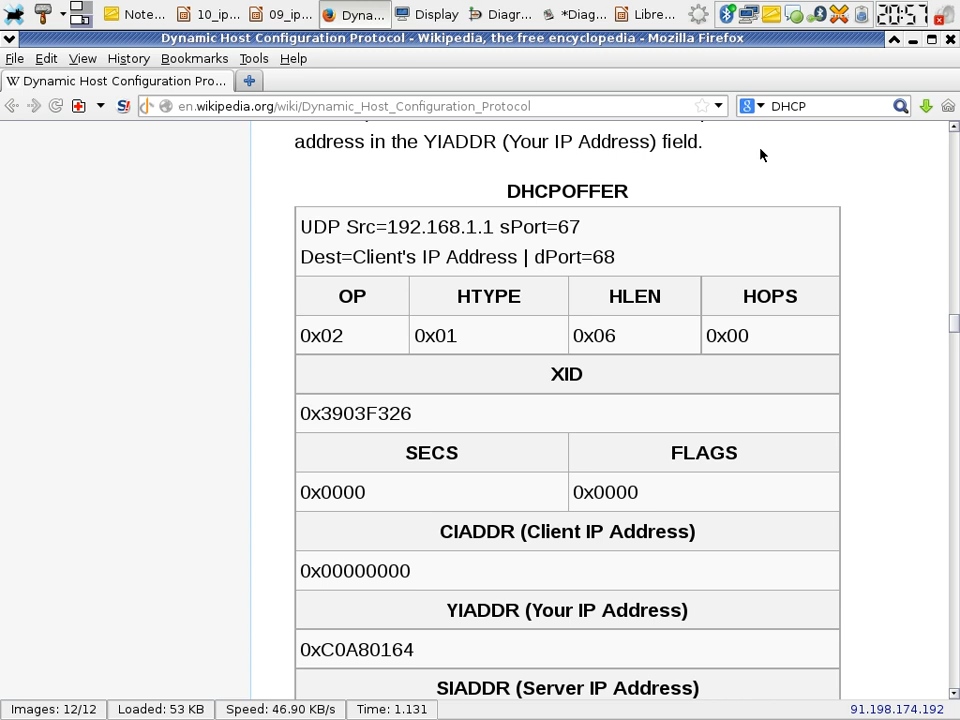 Note...
10_ip...
09_ip...
Dyna...
Display
Diagr...
*Diag...
Libre...
20:57
Dynamic Host Configuration Protocol - Wikipedia, the free encyclopedia - Mozilla Firefox
File Edit View History Bookmarks Tools Help
W Dynamic Host Configuration Pro...
en.wikipedia.org/wiki/Dynamic_Host_Configuration_Protocol
DHCP
address in the YIADDR (Your IP Address) field.
DHCPOFFER
UDP Src=192.168.1.1 sPort=67
Dest=Client's IP Address | dPort=68
OP HTYPE HLEN HOPS
0x02 0x01 0x06 0x00
XID
0x3903F326
SECS FLAGS
0x0000 0x0000
CIADDR (Client IP Address)
0x00000000
YIADDR (Your IP Address)
0xC0A80164
SIADDR (Server IP Address)
Images: 12/12 Loaded: 53 KB Speed: 46.90 KB/s Time: 1.131 91.198.174.192